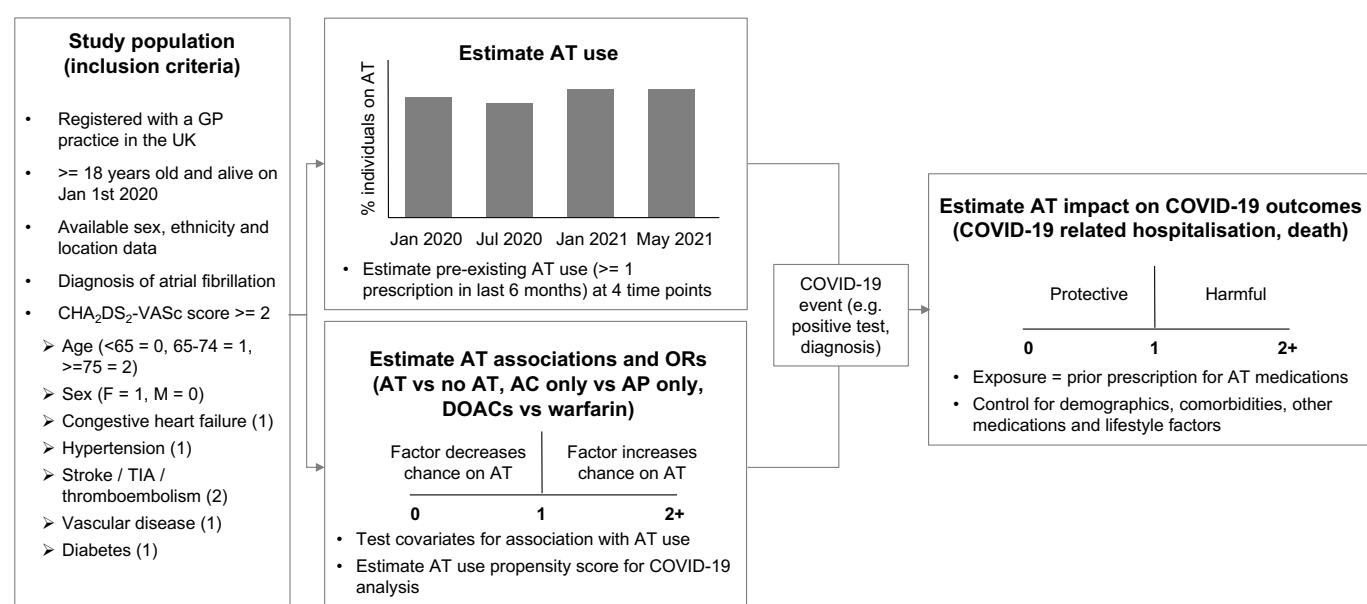 Study population
(inclusion criteria)
• Registered with a GP
practice in the UK
• >= 18 years old and alive on
Jan 1st 2020
• Available sex, ethnicity and
location data
• Diagnosis of atrial fibrillation
• CHA₂DS₂-VASc score >= 2
➢ Age (<65 = 0, 65-74 = 1,
>=75 = 2)
➢ Sex (F = 1, M = 0)
➢ Congestive heart failure (1)
➢ Hypertension (1)
➢ Stroke / TIA /
thromboembolism (2)
➢ Vascular disease (1)
➢ Diabetes (1)
Estimate AT use
% individuals on AT
Jan 2020 Jul 2020 Jan 2021 May 2021
• Estimate pre-existing AT use (>= 1
prescription in last 6 months) at 4 time points
Estimate AT associations and ORs
(AT vs no AT, AC only vs AP only,
DOACs vs warfarin)
Factor decreases
chance on AT
Factor increases
chance on AT
0 1 2+
• Test covariates for association with AT use
• Estimate AT use propensity score for COVID-19
analysis
COVID-19
event (e.g.
positive test,
diagnosis)
Estimate AT impact on COVID-19 outcomes
(COVID-19 related hospitalisation, death)
Protective Harmful
0 1 2+
• Exposure = prior prescription for AT medications
• Control for demographics, comorbidities, other
medications and lifestyle factors